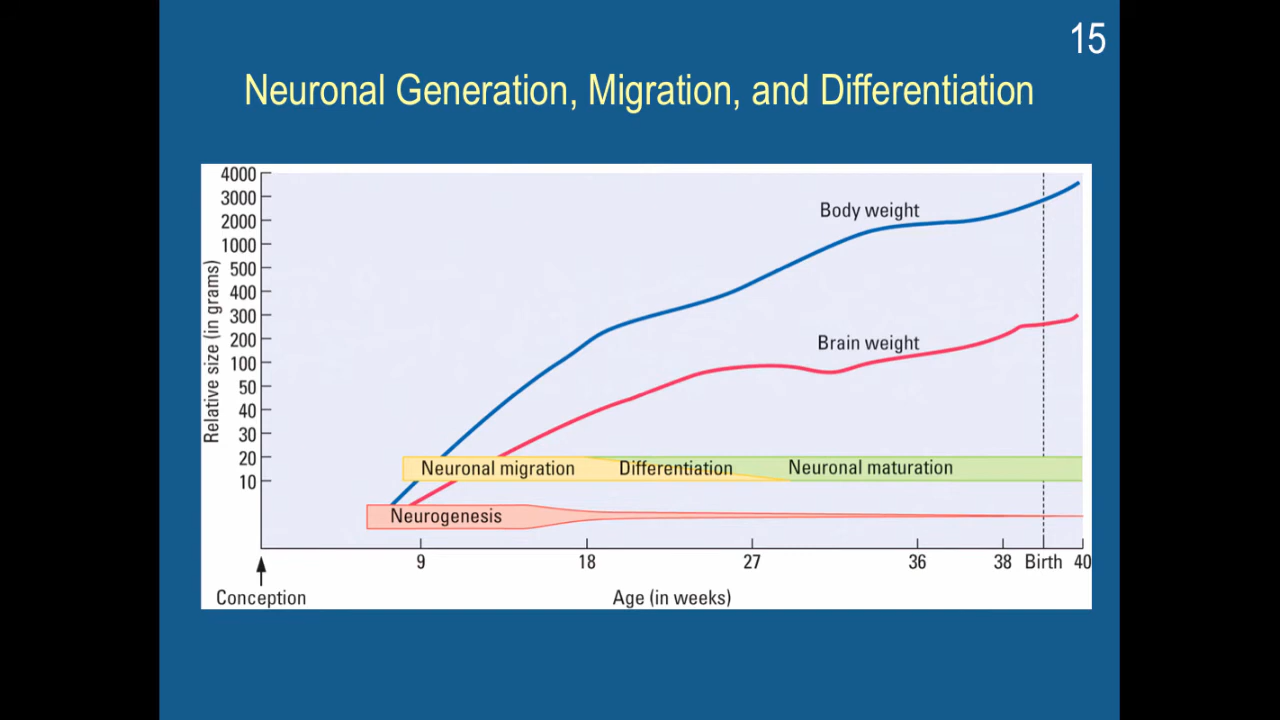 15
Neuronal Generation, Migration, and Differentiation
4000
3000
2000
1000
500
400
300
200
100
50
40
30
20
10
Relative size (in grams)
Body weight
Brain weight
Neuronal migration Differentiation Neuronal maturation
Neurogenesis
9 18 27 36 38 Birth 40
Conception Age (in weeks)